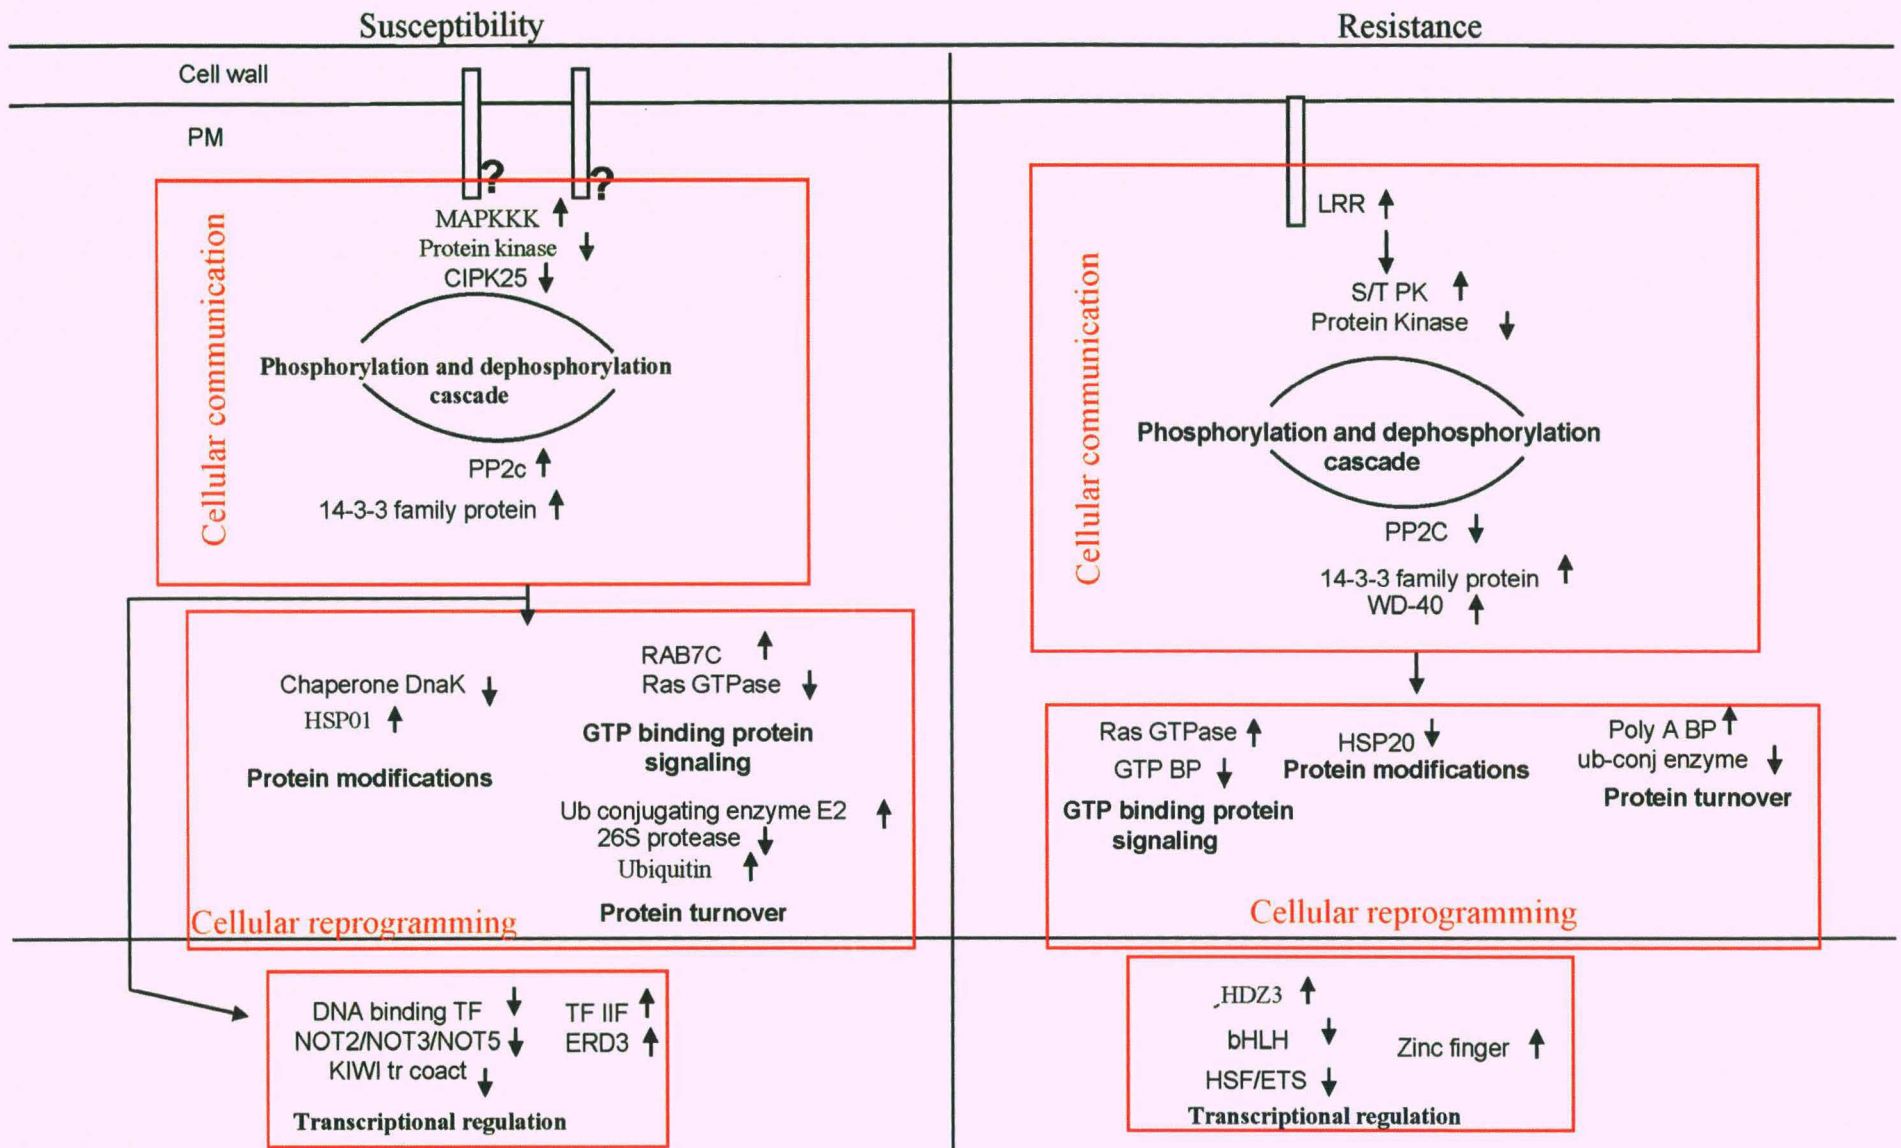 Susceptibility
Cell wall
PM
?
?
Cellular communication
MAPKKK ↑
Protein kinase ↓
CIPK25 ↓
Phosphorylation and dephosphorylation
cascade
PP2c ↑
14-3-3 family protein ↑
Chaperone DnaK ↓
HSP01 ↑
Protein modifications
RAB7C ↑
Ras GTPase ↓
GTP binding protein
signaling
Ub conjugating enzyme E2 ↑
26S protease ↓
Ubiquitin ↑
Protein turnover
Cellular reprogramming
DNA binding TF ↓
NOT2/NOT3/NOT5 ↓
KIWI tr coact ↓
TF IIF ↑
ERD3 ↑
Transcriptional regulation
Resistance
Cellular communication
LRR ↑
S/T PK ↑
Protein Kinase ↓
Phosphorylation and dephosphorylation
cascade
PP2C ↓
14-3-3 family protein ↑
WD-40 ↑
Ras GTPase ↑
GTP BP ↓
GTP binding protein
signaling
HSP20 ↓
Protein modifications
Poly A BP ↑
ub-conj enzyme ↓
Protein turnover
Cellular reprogramming
HDZ3 ↑
bHLH ↓
HSF/ETS ↓
Zinc finger ↑
Transcriptional regulation